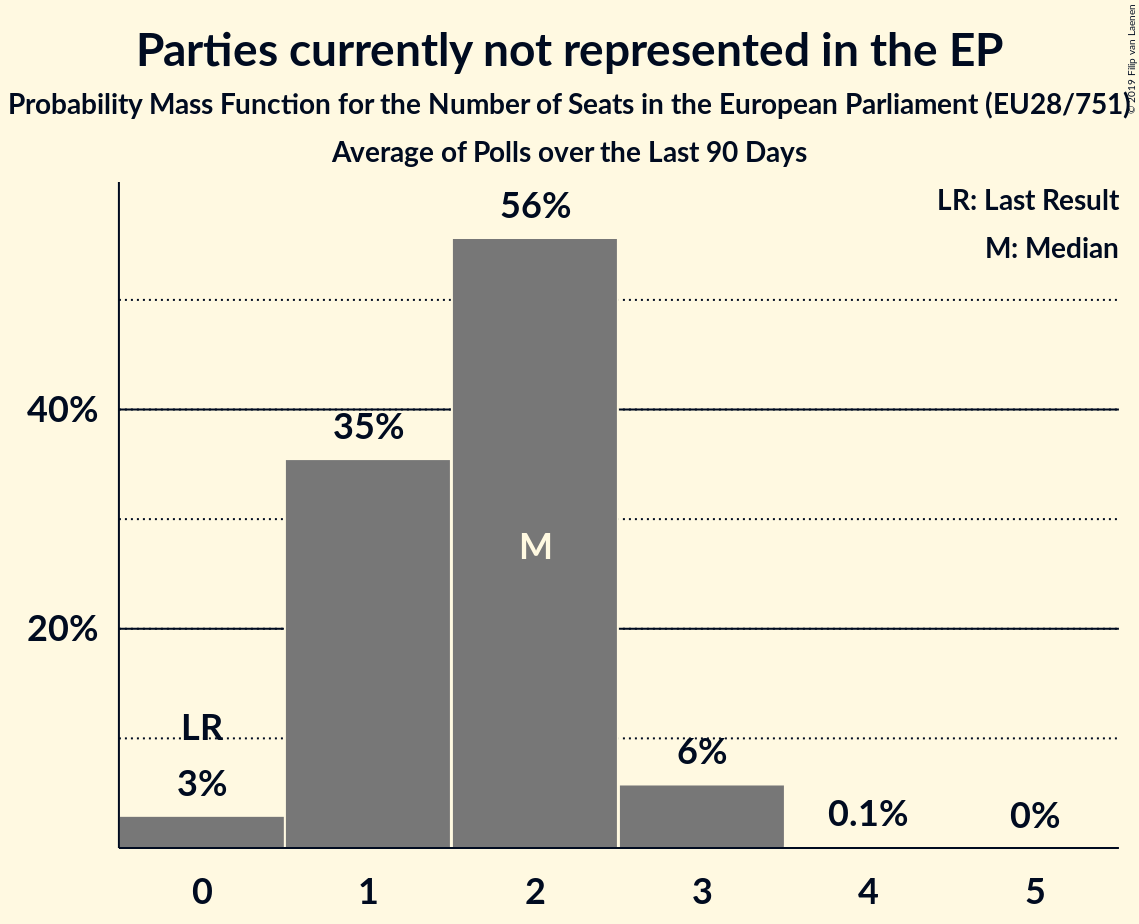 Parties currently not represented in the EP
Probability Mass Function for the Number of Seats in the European Parliament (EU28/751)
Average of Polls over the Last 90 Days
© 2019 Filip van Laenen
LR: Last Result
M: Median
56%
40%
35%
M
20%
LR
3%
6%
0.1%
0%
0 1 2 3 4 5